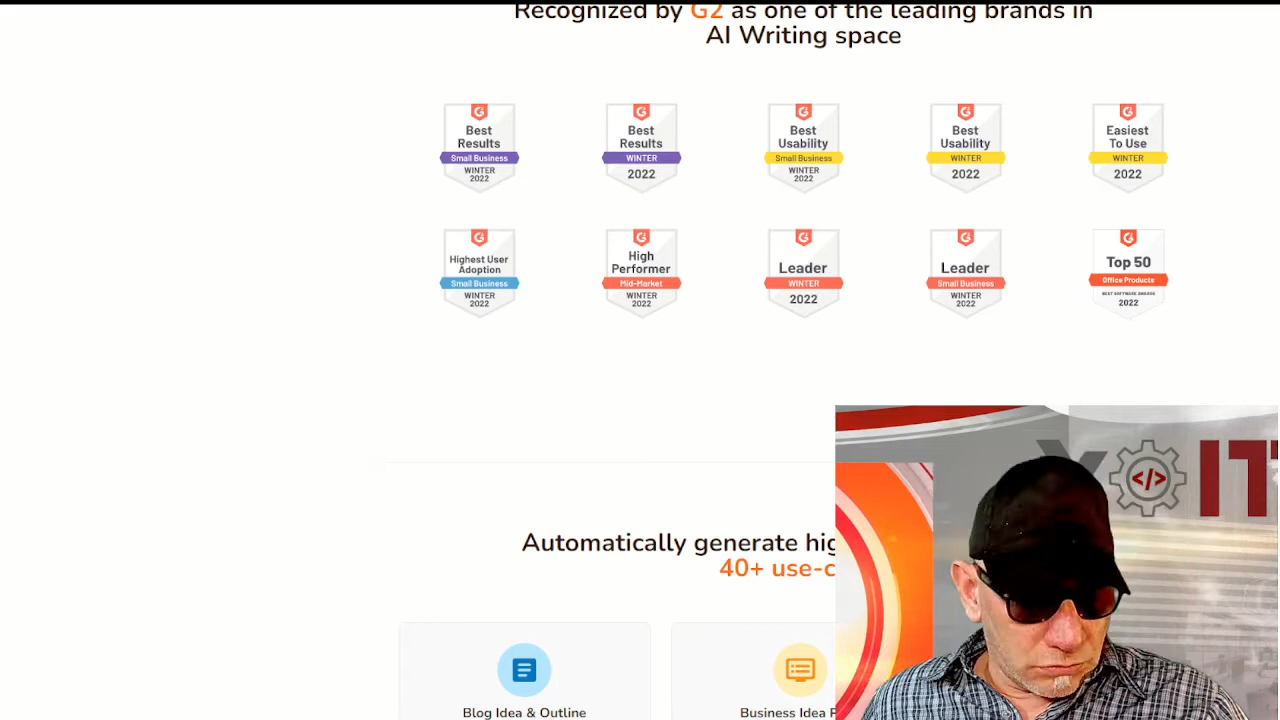 Recognized by G2 as one of the leading brands in
AI Writing space
Best
Results
Small Business
WINTER
2022
Best
Results
WINTER
2022
Best
Usability
Small Business
WINTER
2022
Best
Usability
WINTER
2022
Easiest
To Use
WINTER
2022
Highest User
Adoption
Small Business
WINTER
2022
High
Performer
Mid-Market
WINTER
2022
Leader
WINTER
2022
Leader
Small Business
WINTER
2022
Top 50
Office Products
BEST SOFTWARE AWARDS
2022
Automatically generate hig
40+ use-c
Blog Idea & Outline
Business Idea P
Y </> IT